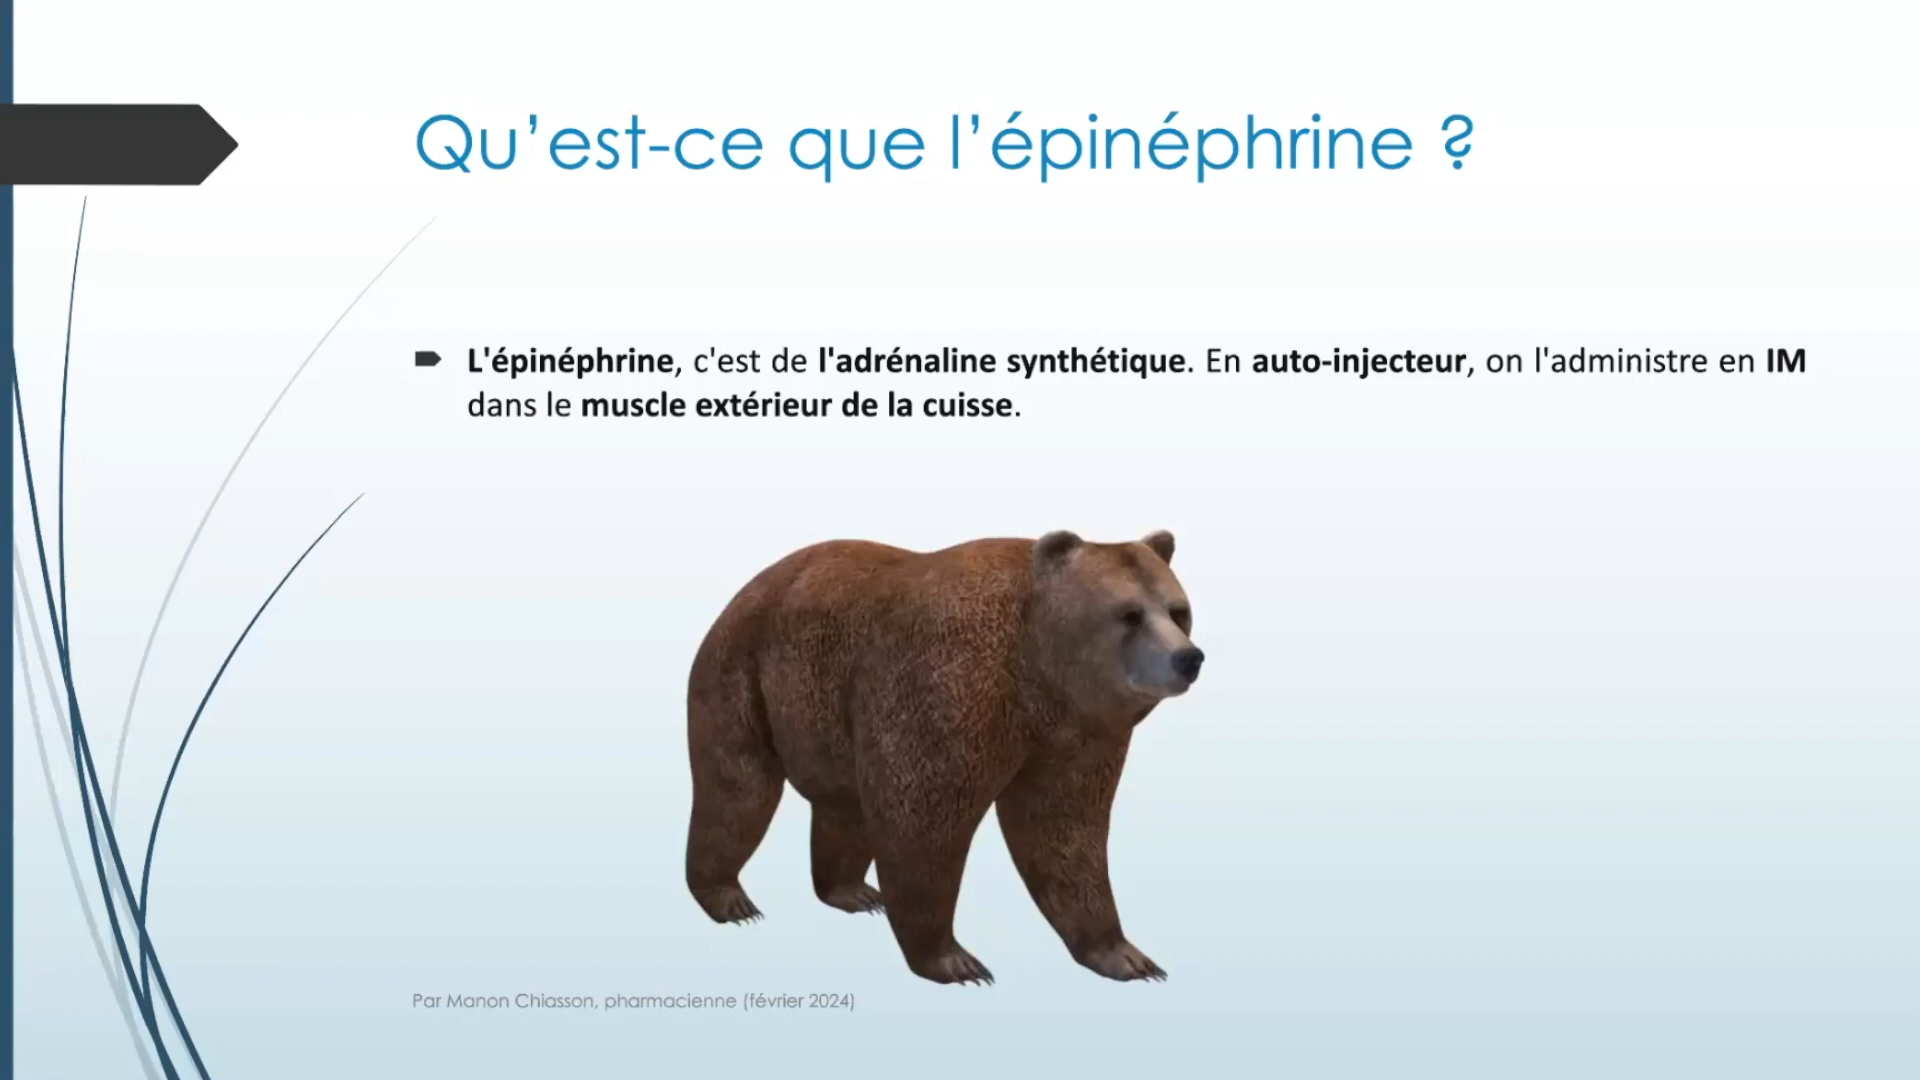 Qu’est-ce que l’épinéphrine ?
L'épinéphrine, c'est de l'adrénaline synthétique. En auto-injecteur, on l'administre en IM
dans le muscle extérieur de la cuisse.
Par Manon Chiasson, pharmacienne (février 2024)